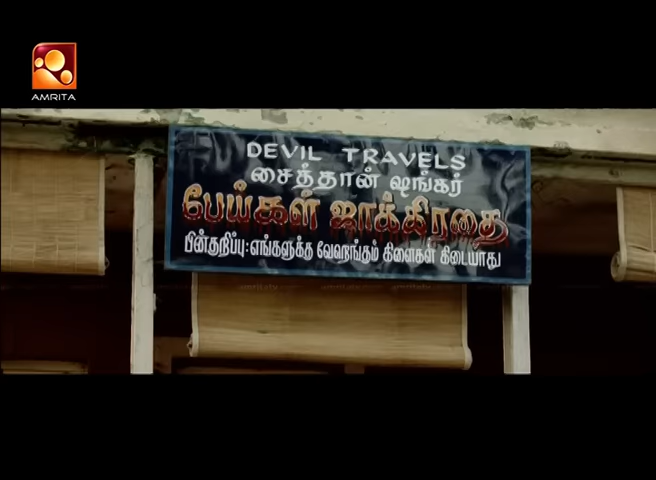 AMRITA
DEVIL TRAVELS
சைத்தான் ஷங்கர்
பேய்கள் ஜாக்கிரதை
பின்குறிப்பு: எங்களுக்கு வேறெங்கும் கிளைகள் கிடையாது